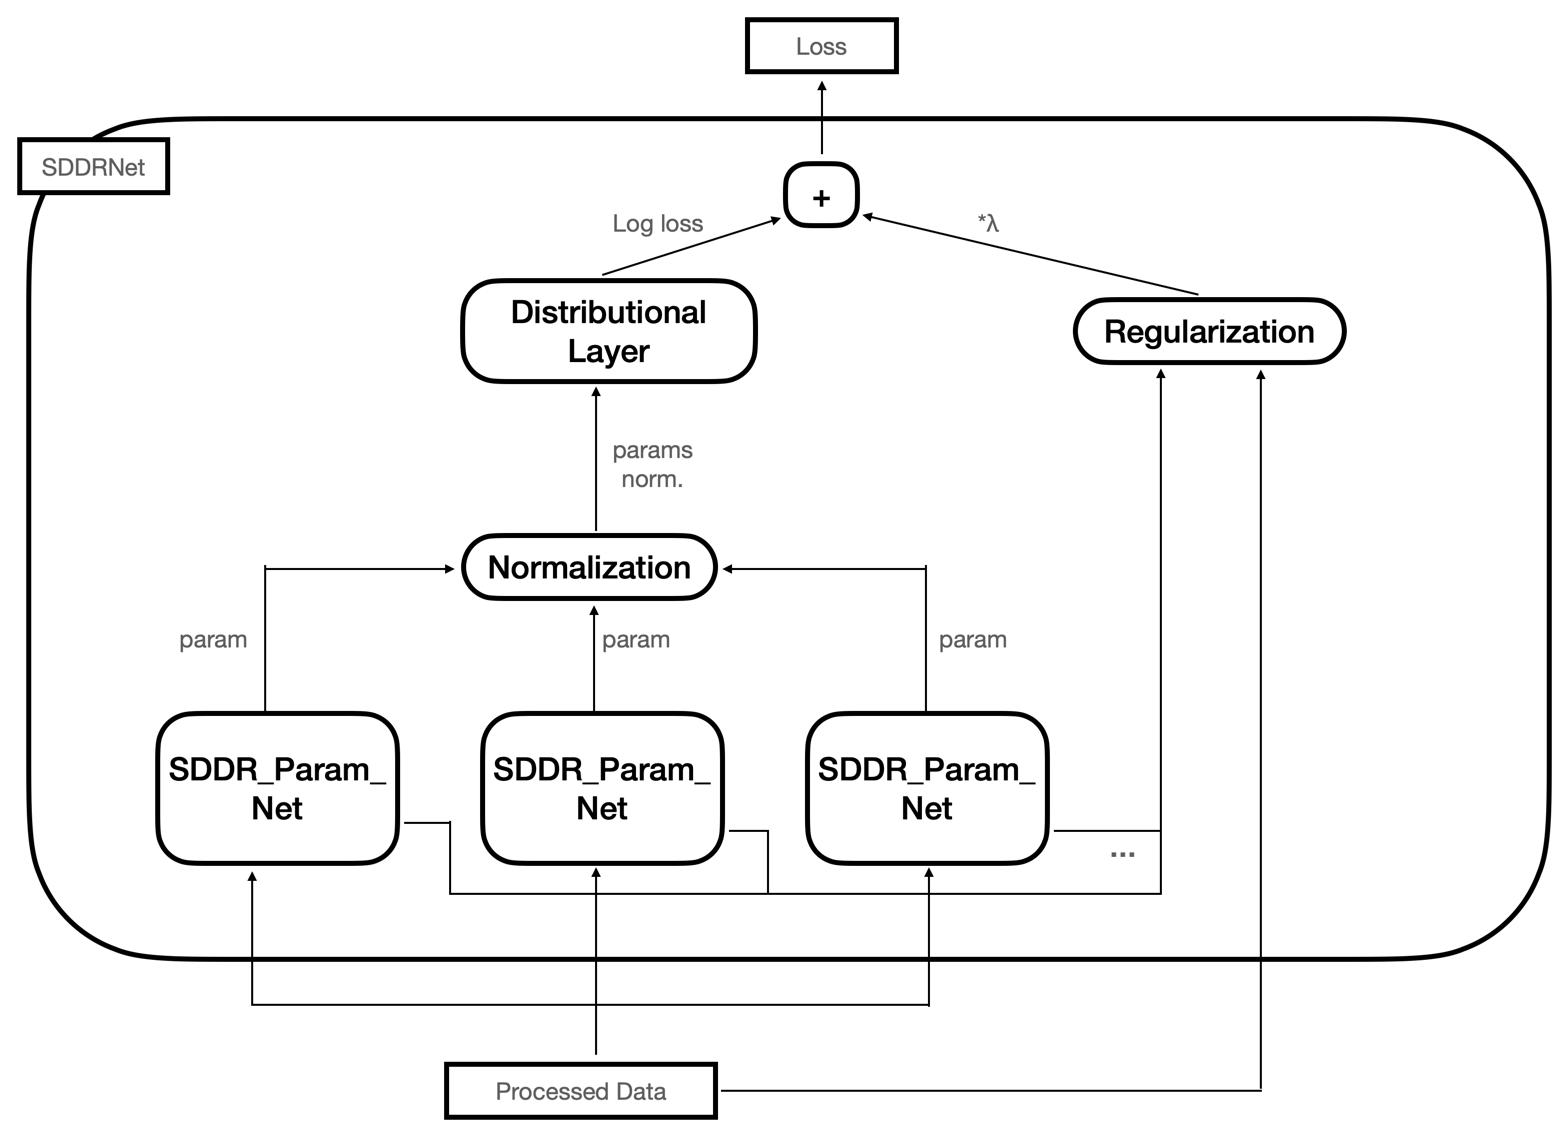 Loss
SDDRNet
+
Log loss
*λ
Distributional
Layer
Regularization
params
norm.
Normalization
param
param
param
SDDR_Param_
Net
SDDR_Param_
Net
SDDR_Param_
Net
...
Processed Data